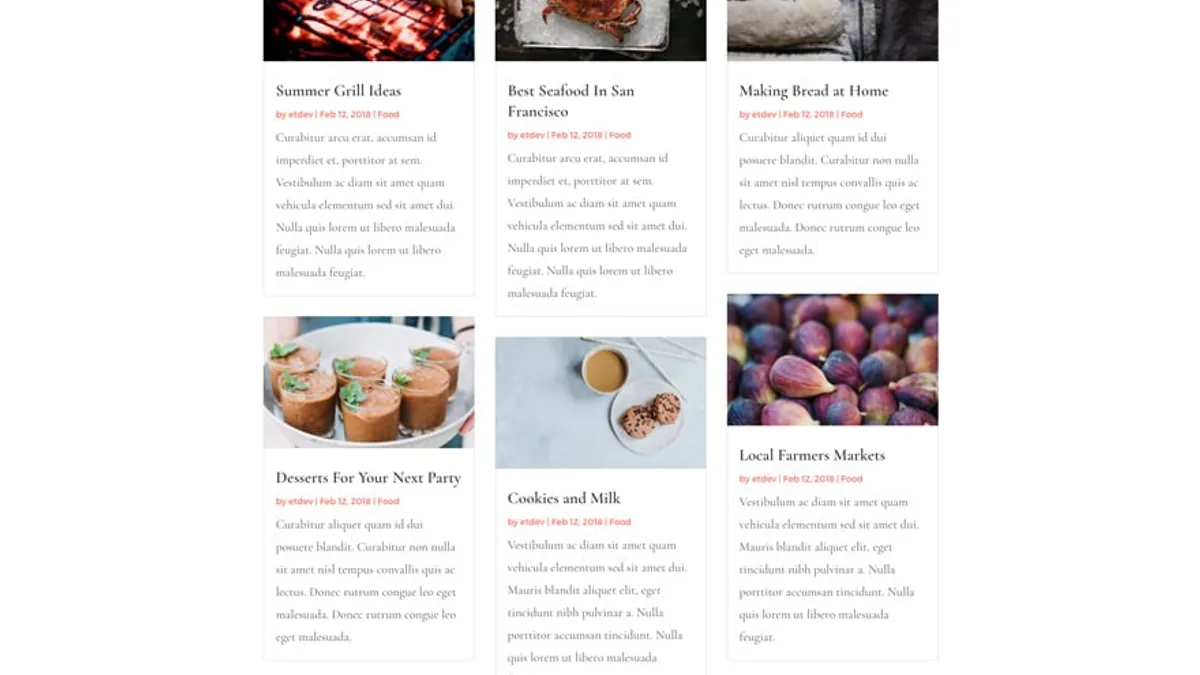 Summer Grill Ideas
by etdev | Feb 12, 2018 | Food
Curabitur arcu erat, accumsan id
imperdiet et, porttitor at sem.
Vestibulum ac diam sit amet quam
vehicula elementum sed sit amet dui.
Nulla quis lorem ut libero malesuada
feugiat. Nulla quis lorem ut libero
malesuada feugiat.
Best Seafood In San
Francisco
by etdev | Feb 12, 2018 | Food
Curabitur arcu erat, accumsan id
imperdiet et, porttitor at sem.
Vestibulum ac diam sit amet quam
vehicula elementum sed sit amet dui.
Nulla quis lorem ut libero malesuada
feugiat. Nulla quis lorem ut libero
malesuada feugiat.
Making Bread at Home
by etdev | Feb 12, 2018 | Food
Curabitur aliquet quam id dui
posuere blandit. Curabitur non nulla
sit amet nisl tempus convallis quis ac
lectus. Donec rutrum congue leo eget
malesuada. Donec rutrum congue leo
eget malesuada.
Desserts For Your Next Party
by etdev | Feb 12, 2018 | Food
Curabitur aliquet quam id dui
posuere blandit. Curabitur non nulla
sit amet nisl tempus convallis quis ac
lectus. Donec rutrum congue leo eget
malesuada. Donec rutrum congue leo
eget malesuada.
Cookies and Milk
by etdev | Feb 12, 2018 | Food
Vestibulum ac diam sit amet quam
vehicula elementum sed sit amet dui.
Mauris blandit aliquet elit, eget
tincidunt nibh pulvinar a. Nulla
porttitor accumsan tincidunt. Nulla
quis lorem ut libero malesuada
Local Farmers Markets
by etdev | Feb 12, 2018 | Food
Vestibulum ac diam sit amet quam
vehicula elementum sed sit amet dui.
Mauris blandit aliquet elit, eget
tincidunt nibh pulvinar a. Nulla
porttitor accumsan tincidunt. Nulla
quis lorem ut libero malesuada
feugiat.